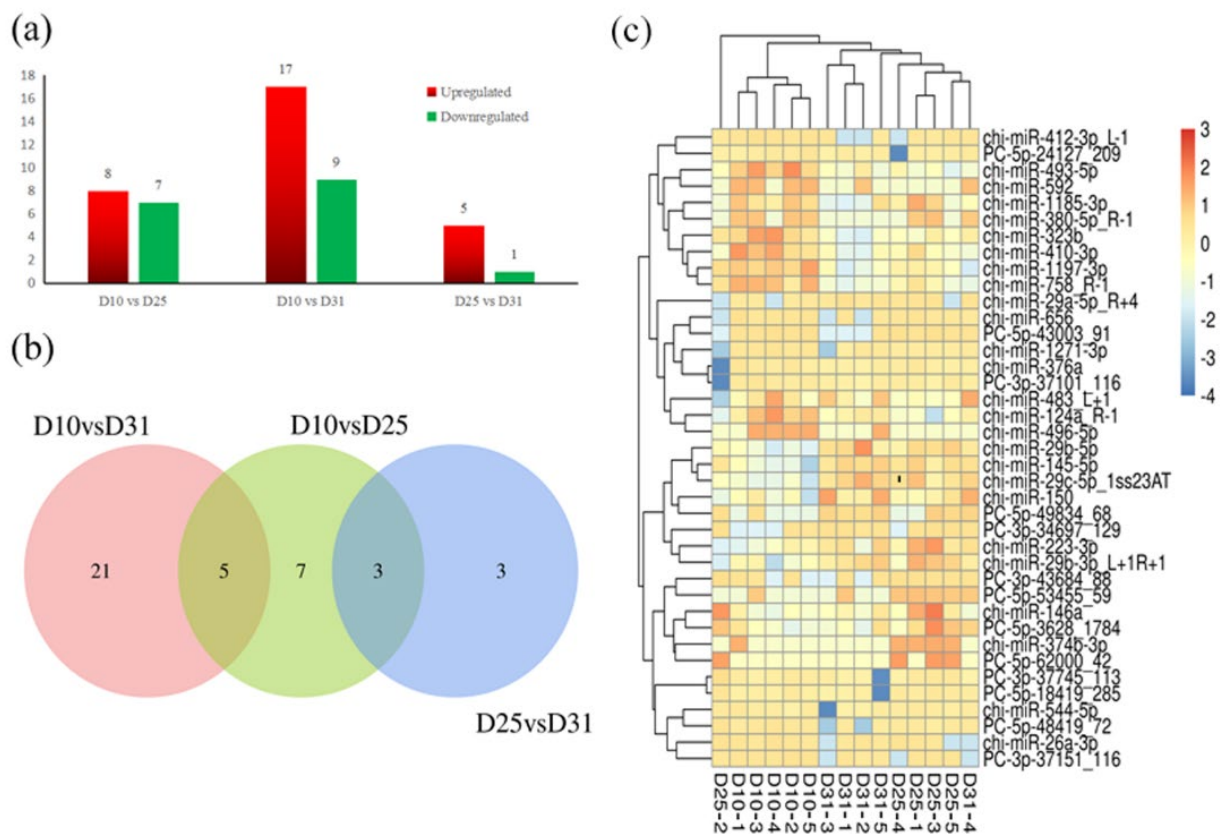 (a)
18
16
14
12
10
8
6
4
2
0
8
7
17
9
5
1
Upregulated
Downregulated
D10 vs D25
D10 vs D31
D25 vs D31
(b)
D10vsD31
D10vsD25
21
5
7
3
3
D25vsD31
(c)
chi-miR-412-3p_L-1
PC-5p-24127_209
chi-miR-493-5p
chi-miR-592
chi-miR-1185-3p
chi-miR-380-5p_R-1
chi-miR-323b
chi-miR-410-3p
chi-miR-1197-3p
chi-miR-758_R-1
chi-miR-29a-5p_R+4
chi-miR-656
PC-5p-43003_91
chi-miR-1271-3p
chi-miR-376a
PC-3p-37101_116
chi-miR-483_L+1
chi-miR-124a_R-1
chi-miR-496-5p
chi-miR-29b-5p
chi-miR-145-5p
chi-miR-29c-5p_1ss23AT
chi-miR-150
PC-5p-49834_68
PC-3p-34697_129
chi-miR-223-3p
chi-miR-29b-3p_L+1R+1
PC-3p-43684_88
PC-5p-53455_59
chi-miR-146a
PC-5p-3628_1784
chi-miR-374b-3p
PC-5p-62000_42
PC-3p-37745_113
PC-5p-18419_285
chi-miR-544-5p
PC-5p-48419_72
chi-miR-26a-3p
PC-3p-37151_116
D25-2
D10-1
D10-3
D10-4
D10-2
D10-5
D31-3
D31-1
D31-2
D31-5
D25-4
D25-1
D25-3
D25-5
D31-4
3
2
1
0
-1
-2
-3
-4